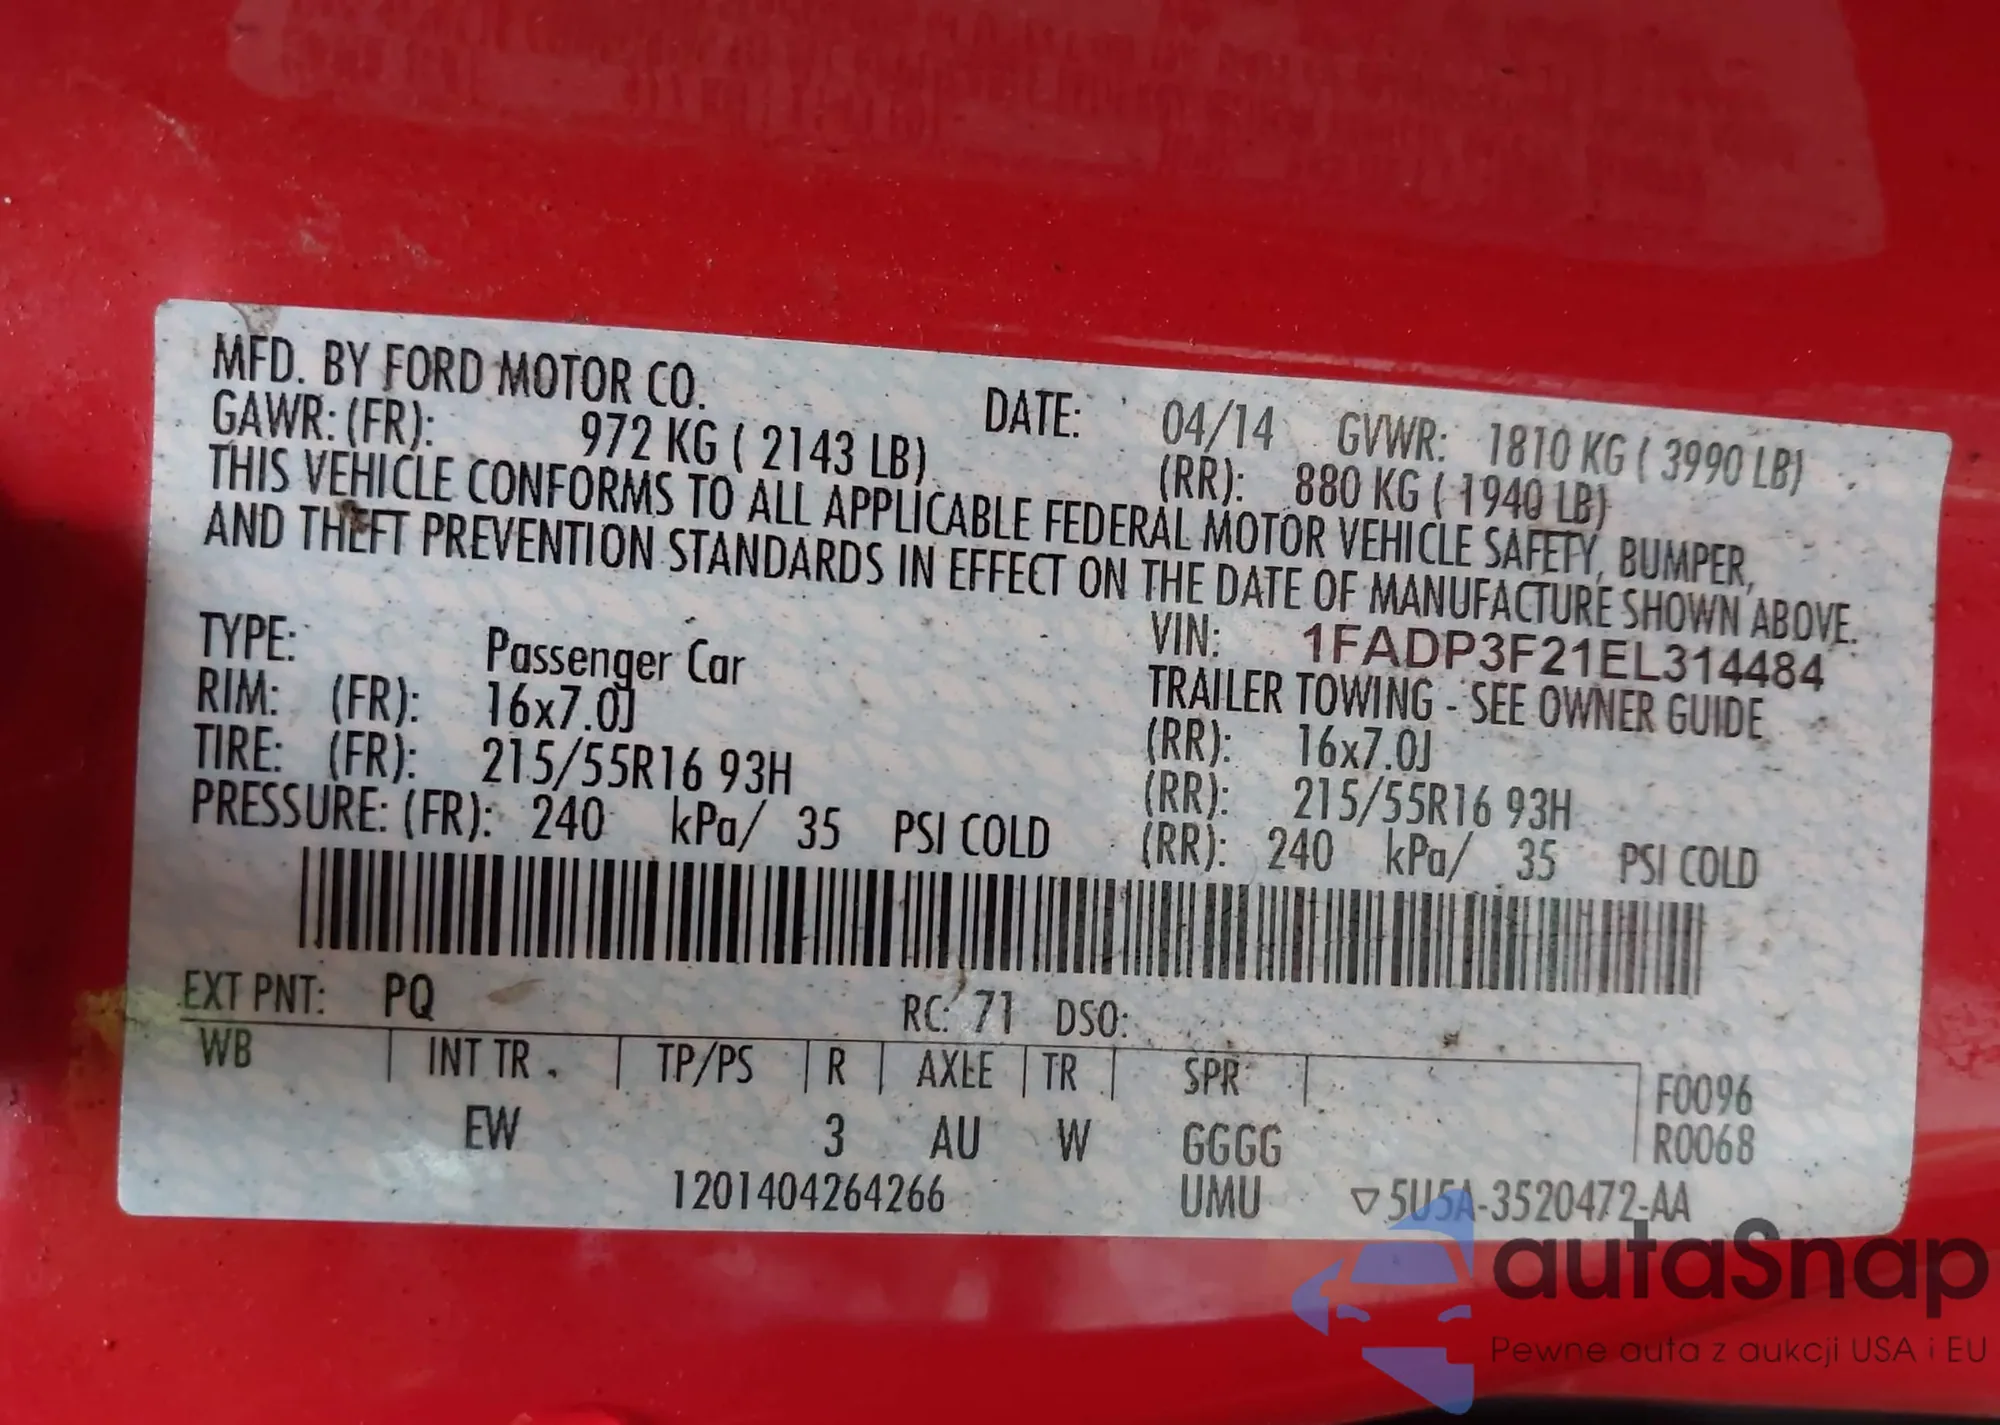 MFD. BY FORD MOTOR CO. DATE: 04/14 GVWR: 1810 KG ( 3990 LB)
GAWR: (FR): 972 KG ( 2143 LB) (RR): 880 KG ( 1940 LB)
THIS VEHICLE CONFORMS TO ALL APPLICABLE FEDERAL MOTOR VEHICLE SAFETY, BUMPER,
AND THEFT PREVENTION STANDARDS IN EFFECT ON THE DATE OF MANUFACTURE SHOWN ABOVE.
VIN: 1FADP3F21EL314484
TYPE: Passenger Car TRAILER TOWING - SEE OWNER GUIDE
RIM: (FR): 16x7.0J (RR): 16x7.0J
TIRE: (FR): 215/55R16 93H (RR): 215/55R16 93H
PRESSURE: (FR): 240 kPa/ 35 PSI COLD (RR): 240 kPa/ 35 PSI COLD
EXT PNT: PQ RC: 71 DSO:
WB INT TR TP/PS R AXLE TR SPR F0096
EW 3 AU W GGGG R0068
1201404264266 UMU ▽5U5A-3520472-AA
autaSnap
Pewne auta z aukcji USA i EU